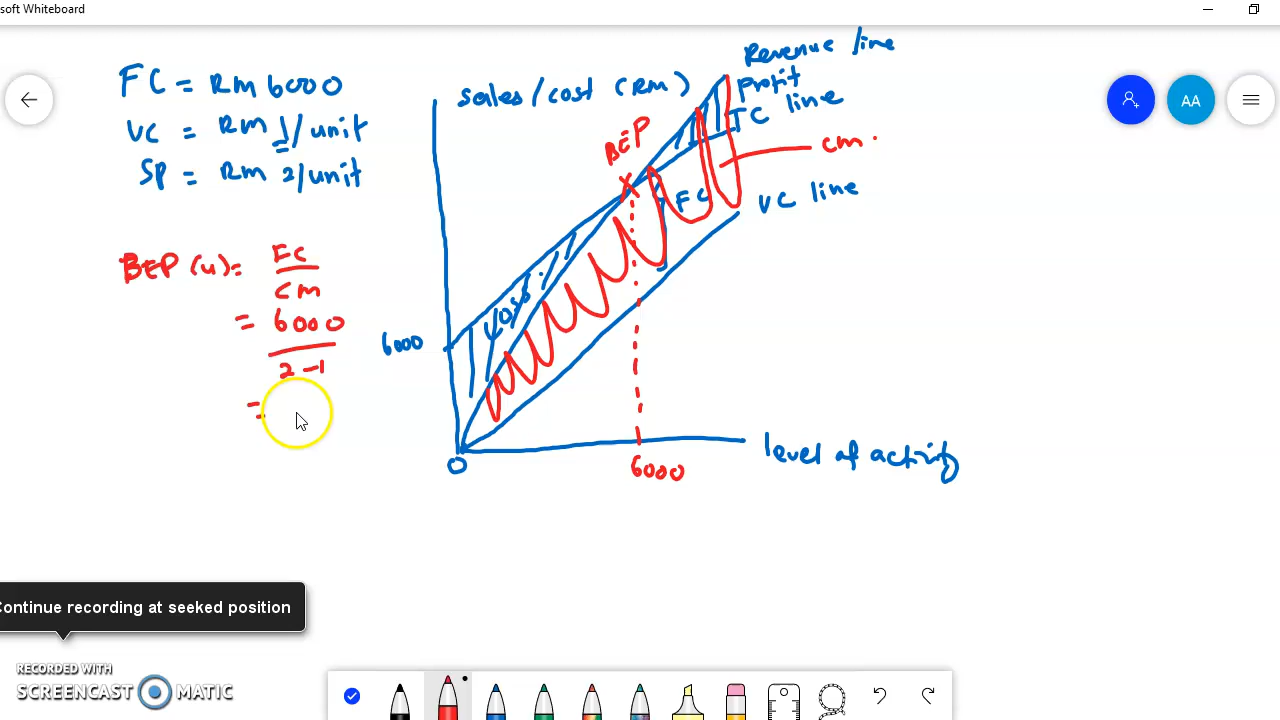 soft Whiteboard
FC = RM 6000
VC = RM 1/unit
SP = RM 2/unit
BEP (u) = FC
CM
= 6000
2 - 1
=
sales/cost (RM)
Revenue line
profit
TC line
BEP
cm.
FC
VC line
Loss
6000
0
6000
level of activity
AA
Continue recording at seeked position
RECORDED WITH
SCREENCAST MATIC